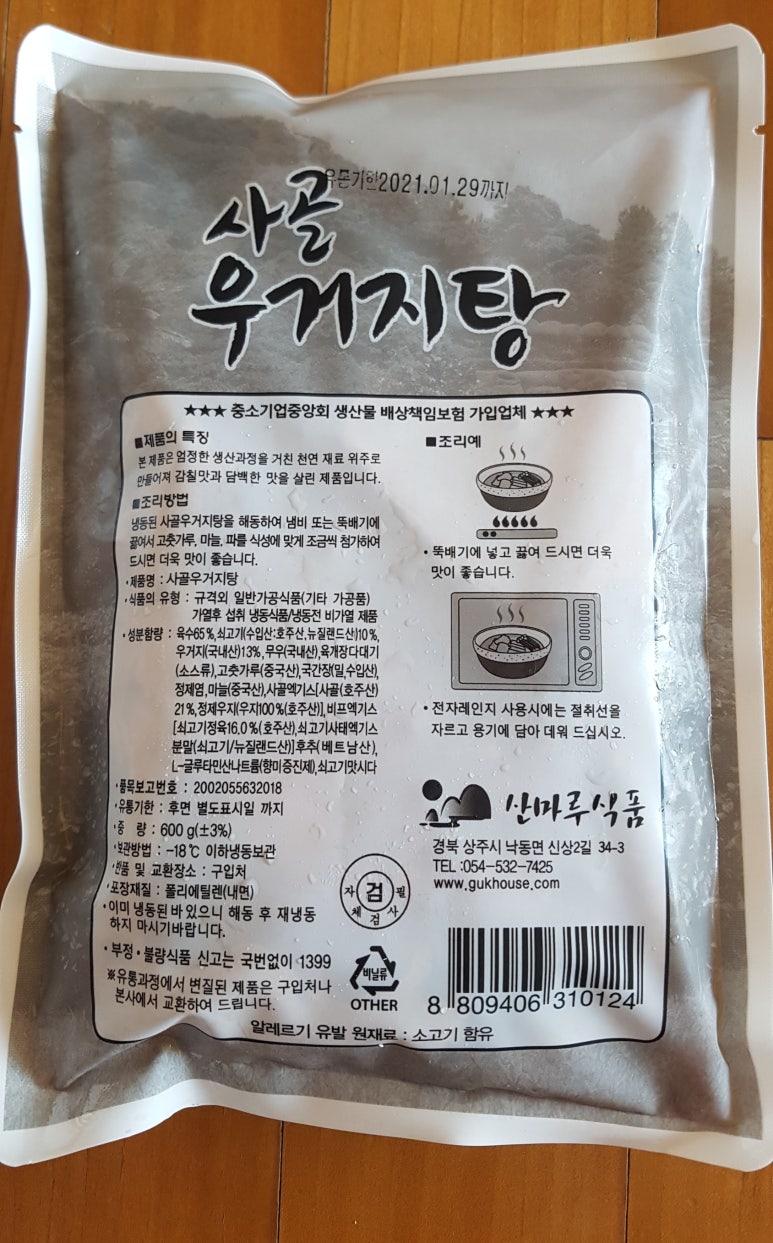 유통기한2021.01.29까지
사골
우거지탕
★★★ 중소기업중앙회 생산물 배상책임보험 가입업체 ★★★
■제품의 특징
본 제품은 엄정한 생산과정을 거친 천연 재료 위주로
만들어져 감칠맛과 담백한 맛을 살린 제품입니다.
■조리방법
냉동된 사골우거지탕을 해동하여 냄비 또는 뚝배기에
끓여서 고춧가루, 마늘, 파를 식성에 맞게 조금씩 첨가하여
드시면 더욱 맛이 좋습니다.
·제품명 : 사골우거지탕
·식품의 유형 : 규격외 일반가공식품(기타 가공품)
가열후 섭취 냉동식품/냉동전 비가열 제품
·성분함량 : 육수65%,쇠고기(수입산:호주산,뉴질랜드산)10%,
우거지(국내산)13%, 무우(국내산),육개장다대기
(소스류),고춧가루(중국산),국간장(밀,수입산),
정제염,마늘(중국산),사골엑기스[사골(호주산)
21%,정제우지(우지100%(호주산)],비프엑기스
[쇠고기정육16.0%(호주산),쇠고기사태엑기스
분말(쇠고기/뉴질랜드산)]후추(베트남산),
L-글루타민산나트륨(향미증진제),쇠고기맛시다
·품목보고번호 : 2002055632018
·유통기한 : 후면 별도표시일 까지
·중 량 : 600 g(±3%)
·보관방법 : -18℃ 이하냉동보관
·반품 및 교환장소 : 구입처
·포장재질 : 폴리에틸렌(내면)
·이미 냉동된 바 있으니 해동 후 재냉동
하지 마시기바랍니다.
·부정·불량식품 신고는 국번없이 1399
※유통과정에서 변질된 제품은 구입처나
본사에서 교환하여 드립니다.
■조리예
• 뚝배기에 넣고 끓여 드시면 더욱
맛이 좋습니다.
• 전자레인지 사용시에는 절취선을
자르고 용기에 담아 데워 드십시오.
산마루식품
경북 상주시 낙동면 신상2길 34-3
TEL :054-532-7425
www.gukhouse.com
자체검사필
검
비닐류
OTHER
8 809406 310124
알레르기 유발 원재료 : 소고기 함유